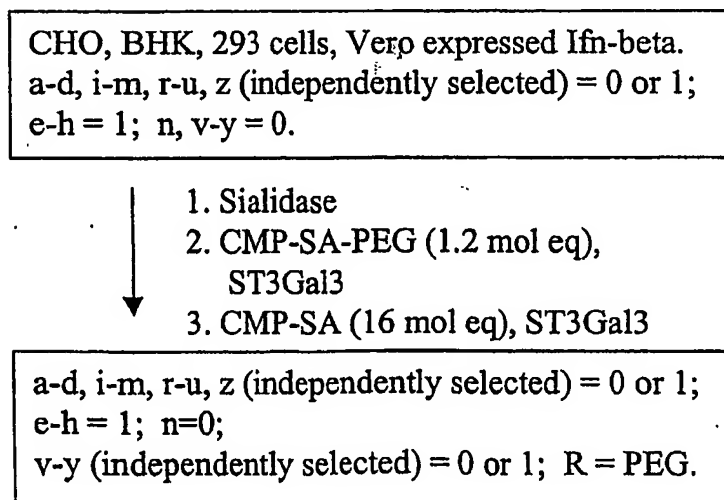 CHO, BHK, 293 cells, Vero expressed Ifn-beta.
a-d, i-m, r-u, z (independently selected) = 0 or 1;
e-h = 1; n, v-y = 0.
1. Sialidase
2. CMP-SA-PEG (1.2 mol eq),
ST3Gal3
3. CMP-SA (16 mol eq), ST3Gal3
a-d, i-m, r-u, z (independently selected) = 0 or 1;
e-h = 1; n=0;
v-y (independently selected) = 0 or 1; R = PEG.